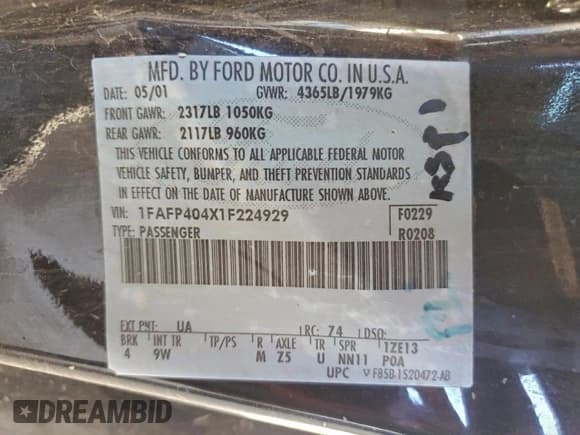 MFD. BY FORD MOTOR CO. IN U.S.A.
DATE: 05/01 GVWR: 4365LB/1979KG
FRONT GAWR: 2317LB 1050KG
REAR GAWR: 2117LB 960KG
THIS VEHICLE CONFORMS TO ALL APPLICABLE FEDERAL MOTOR
VEHICLE SAFETY, BUMPER, AND THEFT PREVENTION STANDARDS
IN EFFECT ON THE DATE OF MANUFACTURE SHOWN ABOVE.
VIN: 1FAFP404X1F224929 F0229
TYPE: PASSENGER R0208
EXT PNT: UA RC: 74 DSO:
BRK INT TR TP/PS R AXLE TR SPR 1ZE13
4 9W M Z5 U NN11 POA
UPC F85B-1520472-AB
DREAMBID